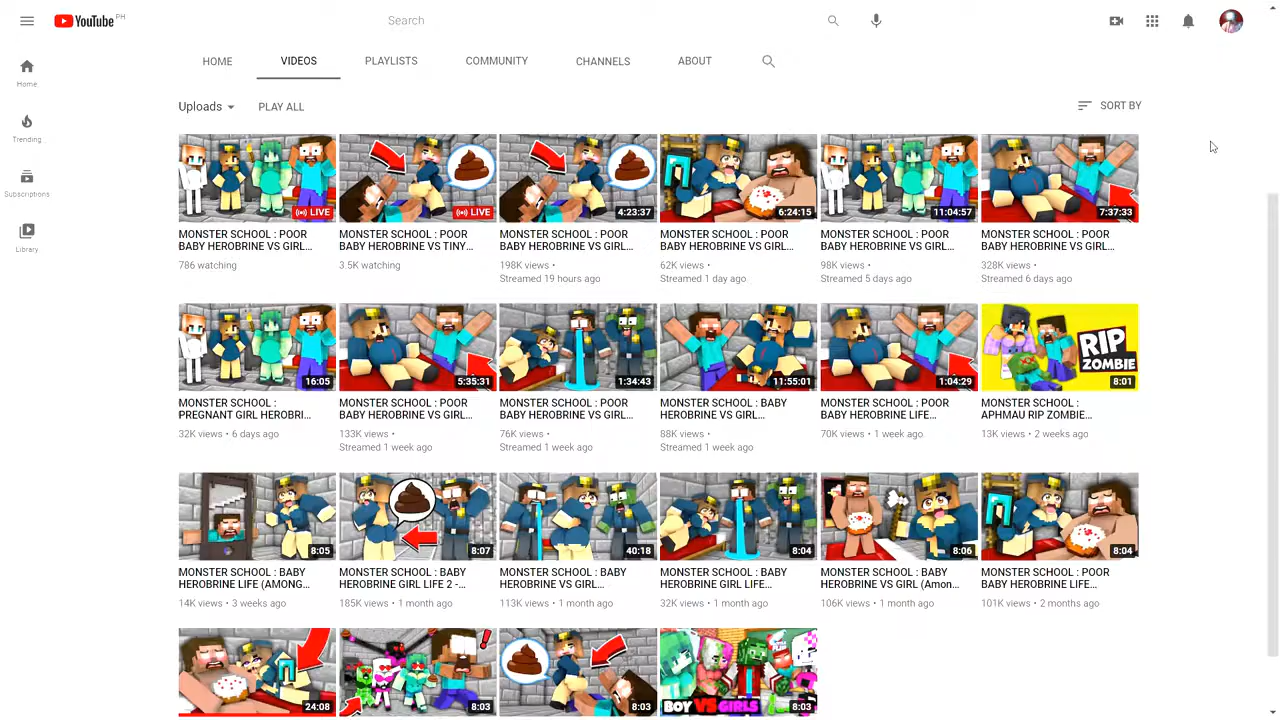 YouTube PH
Search
HOME
VIDEOS
PLAYLISTS
COMMUNITY
CHANNELS
ABOUT
Home
Trending
Subscriptions
Library
Uploads
PLAY ALL
SORT BY
LIVE
LIVE
4:23:37
6:24:15
11:04:57
7:37:33
MONSTER SCHOOL : POOR
BABY HEROBRINE VS GIRL...
786 watching
MONSTER SCHOOL : POOR
BABY HEROBRINE VS TINY...
3.5K watching
MONSTER SCHOOL : POOR
BABY HEROBRINE VS GIRL...
198K views •
Streamed 19 hours ago
MONSTER SCHOOL : POOR
BABY HEROBRINE VS GIRL...
62K views •
Streamed 1 day ago
MONSTER SCHOOL : POOR
BABY HEROBRINE VS GIRL...
98K views •
Streamed 5 days ago
MONSTER SCHOOL : POOR
BABY HEROBRINE VS GIRL...
328K views •
Streamed 6 days ago
16:05
5:35:31
1:34:43
11:55:01
1:04:29
RIP
ZOMBIE
8:01
MONSTER SCHOOL :
PREGNANT GIRL HEROBRI...
32K views • 6 days ago
MONSTER SCHOOL : POOR
BABY HEROBRINE VS GIRL...
133K views •
Streamed 1 week ago
MONSTER SCHOOL : POOR
BABY HEROBRINE VS GIRL...
76K views •
Streamed 1 week ago
MONSTER SCHOOL : BABY
HEROBRINE VS GIRL...
88K views •
Streamed 1 week ago
MONSTER SCHOOL : POOR
BABY HEROBRINE LIFE...
70K views • 1 week ago
MONSTER SCHOOL :
APHMAU RIP ZOMBIE...
13K views • 2 weeks ago
8:05
8:07
40:18
8:04
8:06
8:04
MONSTER SCHOOL : BABY
HEROBRINE LIFE (AMONG...
14K views • 3 weeks ago
MONSTER SCHOOL : BABY
HEROBRINE GIRL LIFE 2 -...
185K views • 1 month ago
MONSTER SCHOOL : BABY
HEROBRINE VS GIRL...
113K views • 1 month ago
MONSTER SCHOOL : BABY
HEROBRINE GIRL LIFE...
32K views • 1 month ago
MONSTER SCHOOL : BABY
HEROBRINE VS GIRL (Amon...
106K views • 1 month ago
MONSTER SCHOOL : POOR
BABY HEROBRINE LIFE...
101K views • 2 months ago
24:08
8:03
8:03
BOY VS GIRLS
8:03